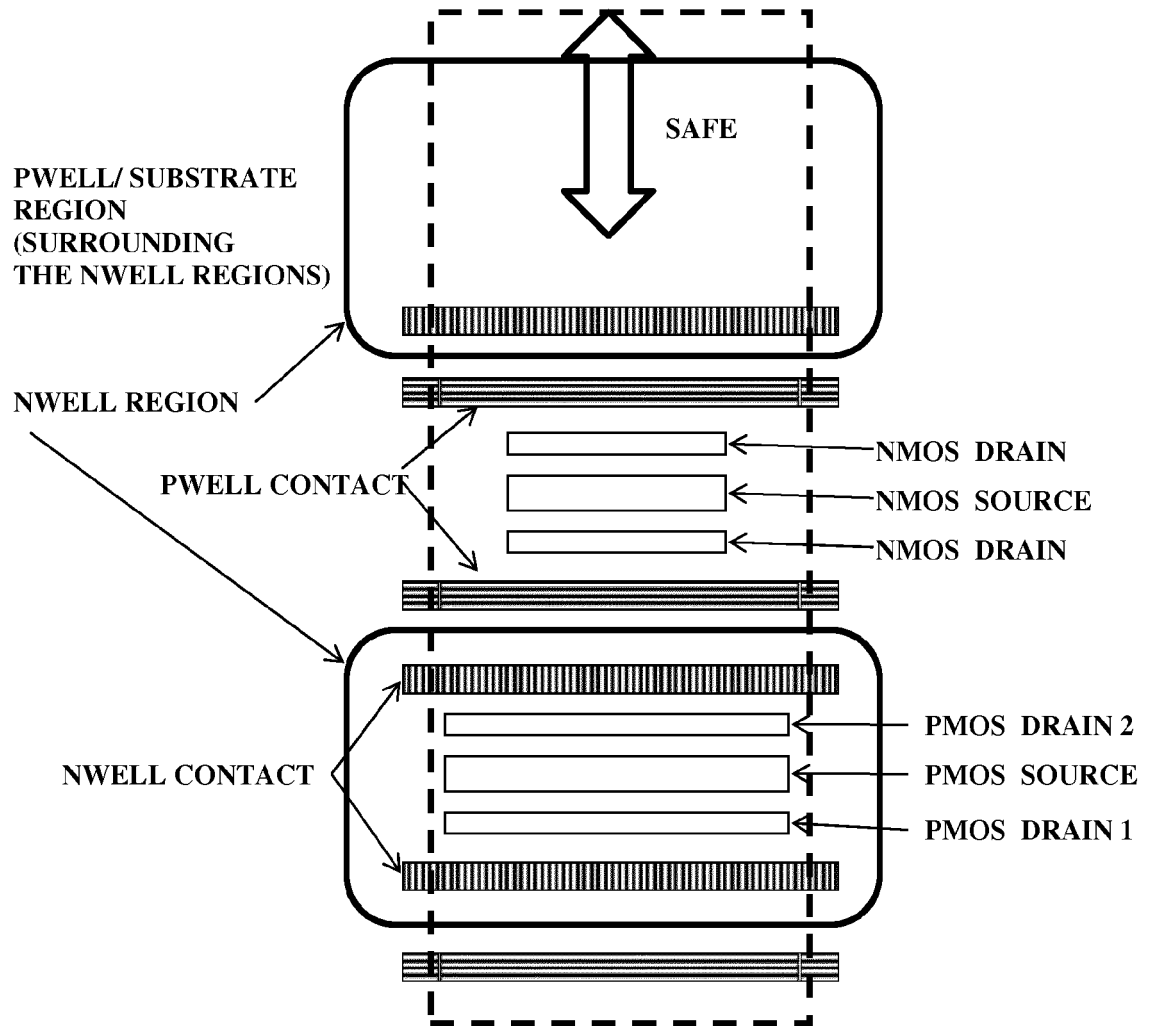 SAFE
PWELL/ SUBSTRATE
REGION
(SURROUNDING
THE NWELL REGIONS)
NWELL REGION
PWELL CONTACT
NMOS DRAIN
NMOS SOURCE
NMOS DRAIN
NWELL CONTACT
PMOS DRAIN 2
PMOS SOURCE
PMOS DRAIN 1